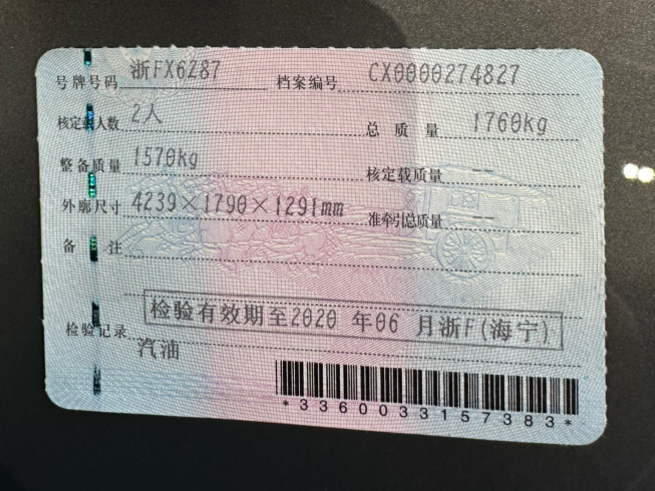 号牌号码 浙FX6Z87 档案编号 CX0000274827
核定载人数 2人 总质量 1760kg
整备质量 1570kg 核定载质量 --
外廓尺寸 4239×1790×1291mm 准牵引总质量 --
备注
检验有效期至2020 年06 月浙F(海宁)
检验记录
汽油
*3360033157383*